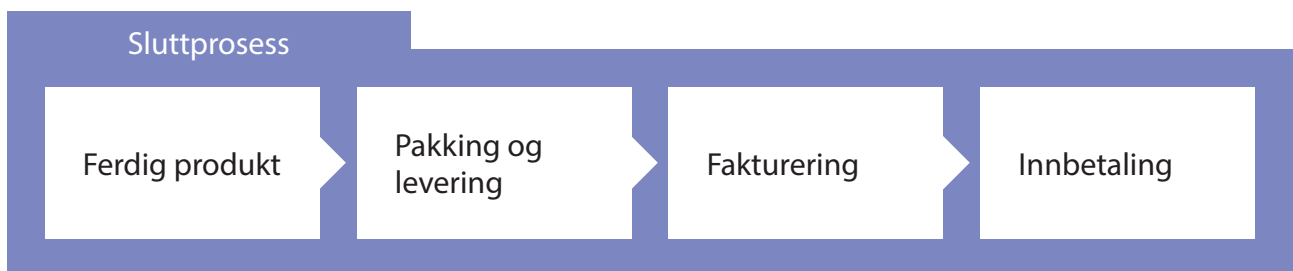 Sluttprosess
Ferdig produkt
Pakking og
levering
Fakturering
Innbetaling